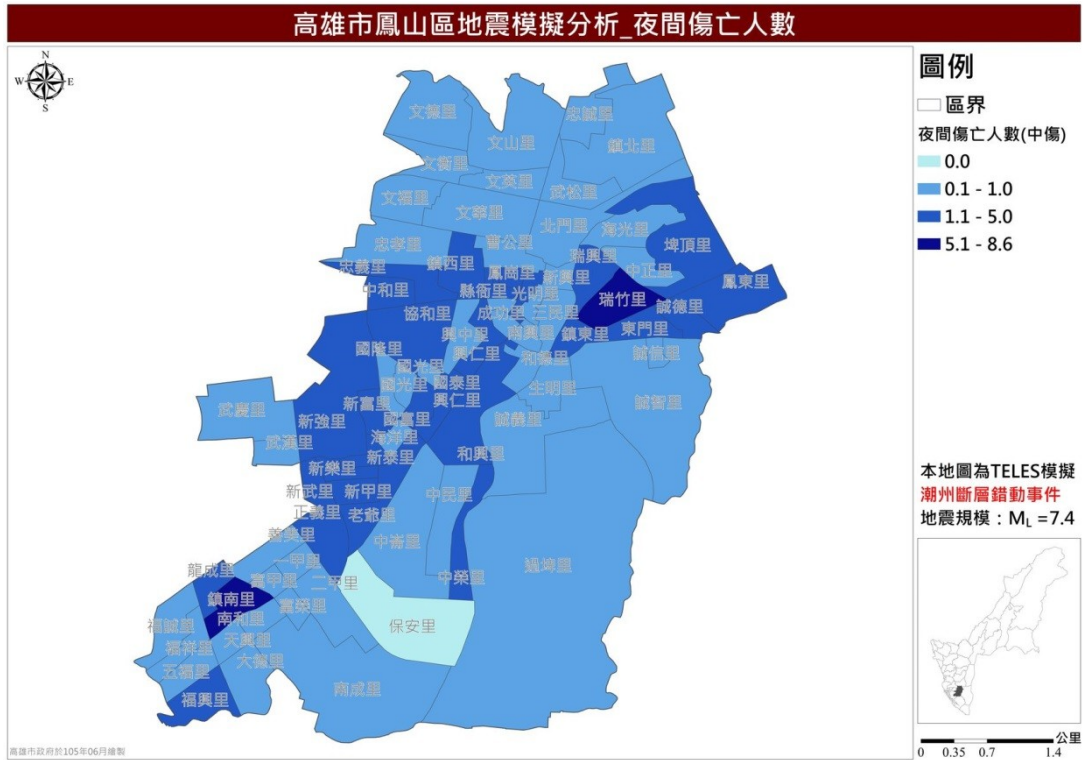 高雄市鳳山區地震模擬分析_夜間傷亡人數
N
W
E
S
圖例
區界
夜間傷亡人數(中傷)
0.0
0.1 - 1.0
1.1 - 5.0
5.1 - 8.6
文德里
忠誠里
文山里
鎮北里
文衡里
文英里
武松里
文福里
文華里
北門里
海光里
忠孝里
曹公里
埤頂里
瑞興里
忠義里
鎮西里
鳳崗里
新興里
中正里
鳳東里
中和里
縣衙里
光明里
瑞竹里
誠德里
協和里
成功里
三民里
東門里
興中里
南興里
鎮東里
國隆里
興仁里
和德里
誠信里
國光里
國光里
國泰里
生明里
新富里
興仁里
誠智里
武慶里
新強里
國富里
誠義里
武漢里
海洋里
新泰里
和興里
新樂里
新武里
新甲里
中民里
正義里
老爺里
善美里
中崙里
一甲里
過埤里
龍成里
富甲里
二甲里
中榮里
鎮南里
富榮里
南和里
保安里
福誠里
天興里
福祥里
大德里
五福里
南成里
福興里
本地圖為TELES模擬
潮州斷層錯動事件
地震規模：ML =7.4
公里
0 0.35 0.7 1.4
高雄市政府於105年06月繪製